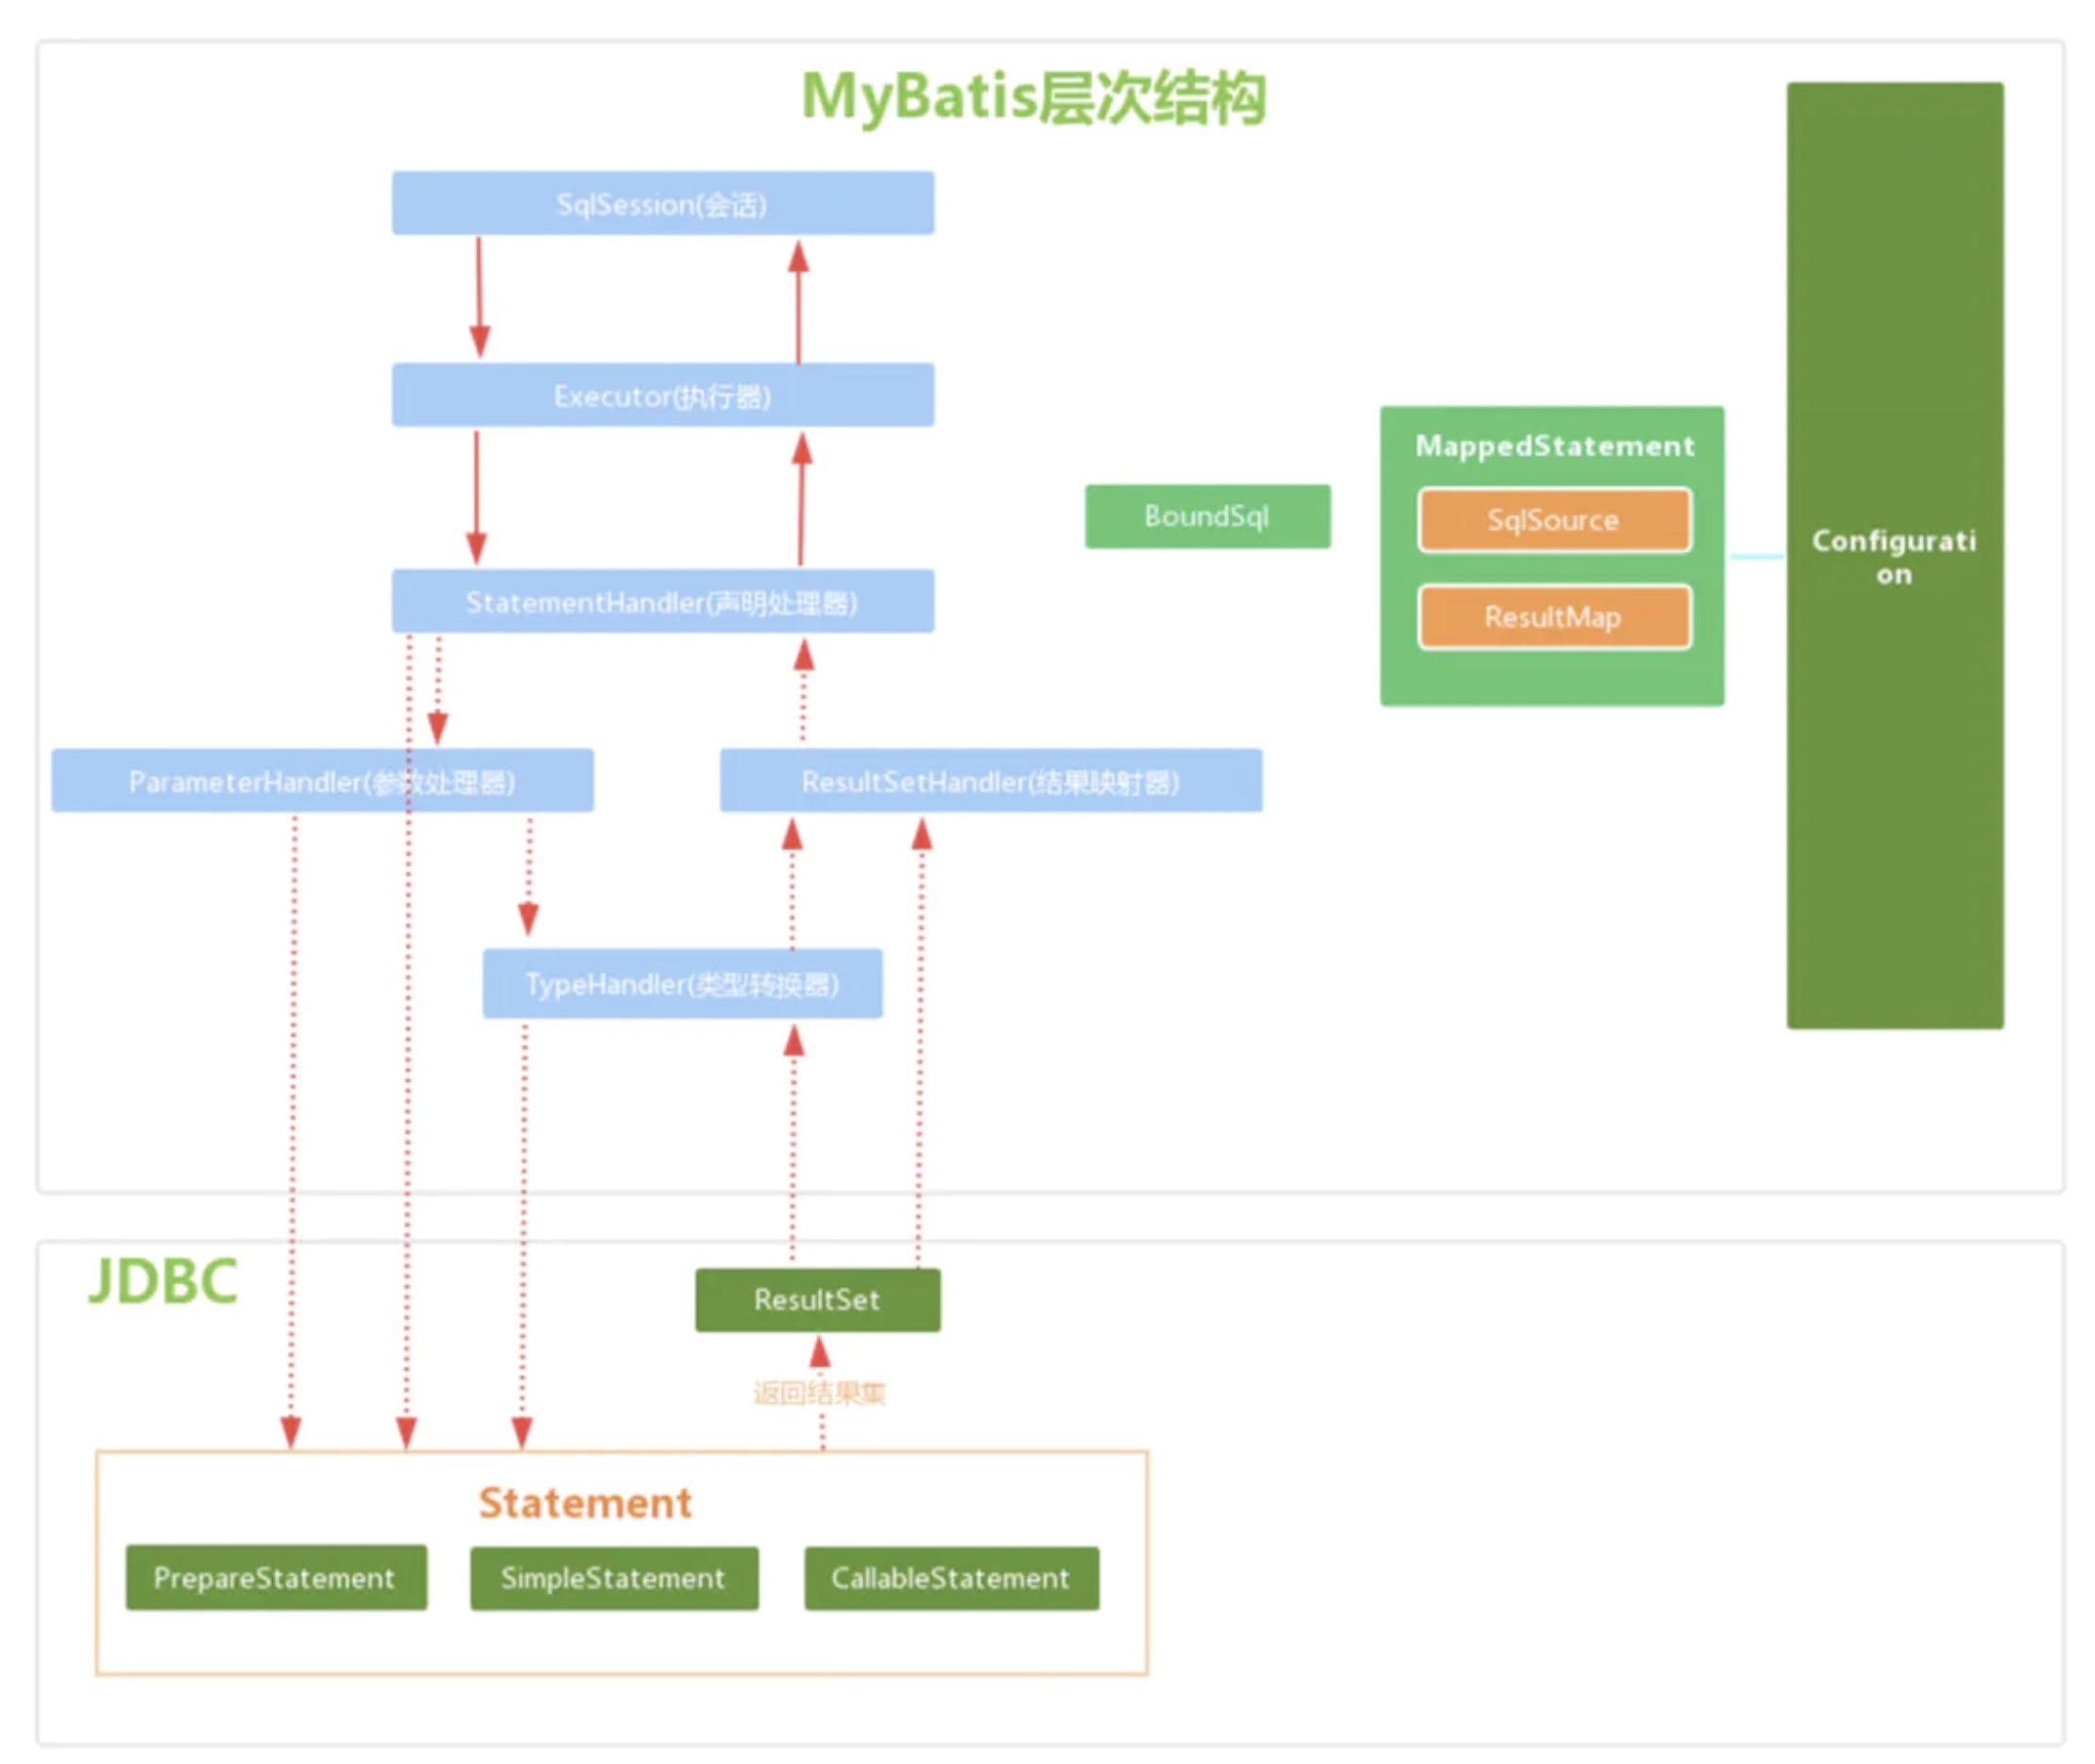 MyBatis层次结构
SqlSession(会话)
Executor(执行器)
StatementHandler(声明处理器)
ParameterHandler(参数处理器)
ResultSetHandler(结果映射器)
TypeHandler(类型转换器)
BoundSql
MappedStatement
SqlSource
ResultMap
Configurati
on
JDBC
ResultSet
返回结果集
Statement
PrepareStatement
SimpleStatement
CallableStatement